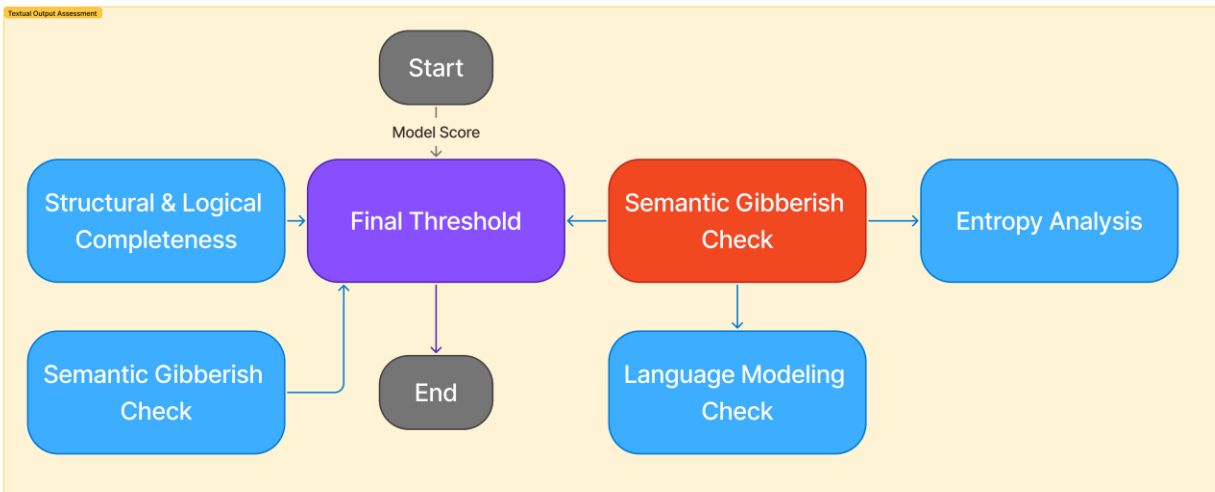 Textual Output Assessment
Start
Model Score
Structural & Logical
Completeness
Final Threshold
Semantic Gibberish
Check
Entropy Analysis
Semantic Gibberish
Check
End
Language Modeling
Check